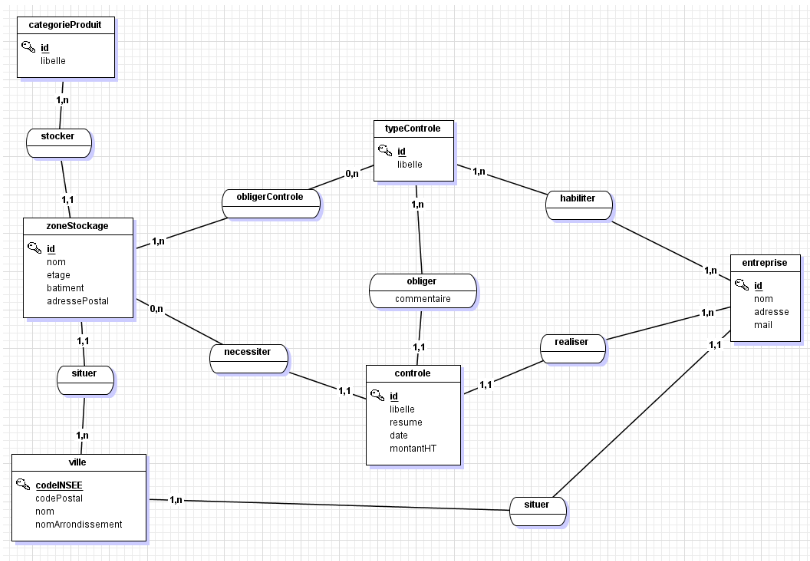 categorieProduit
id
libelle
1,n
stocker
1,1
typeControle
id
libelle
0,n
1,n
1,n
obligerControle
habiliter
zoneStockage
id
nom
etage
batiment
adressePostal
1,n
0,n
1,1
obliger
commentaire
1,n
entreprise
id
nom
adresse
mail
1,n
1,1
realiser
necessiter
1,1
1,1
1,1
controle
id
libelle
resume
date
montantHT
situer
1,n
ville
codeINSEE
codePostal
nom
nomArrondissement
1,n
situer